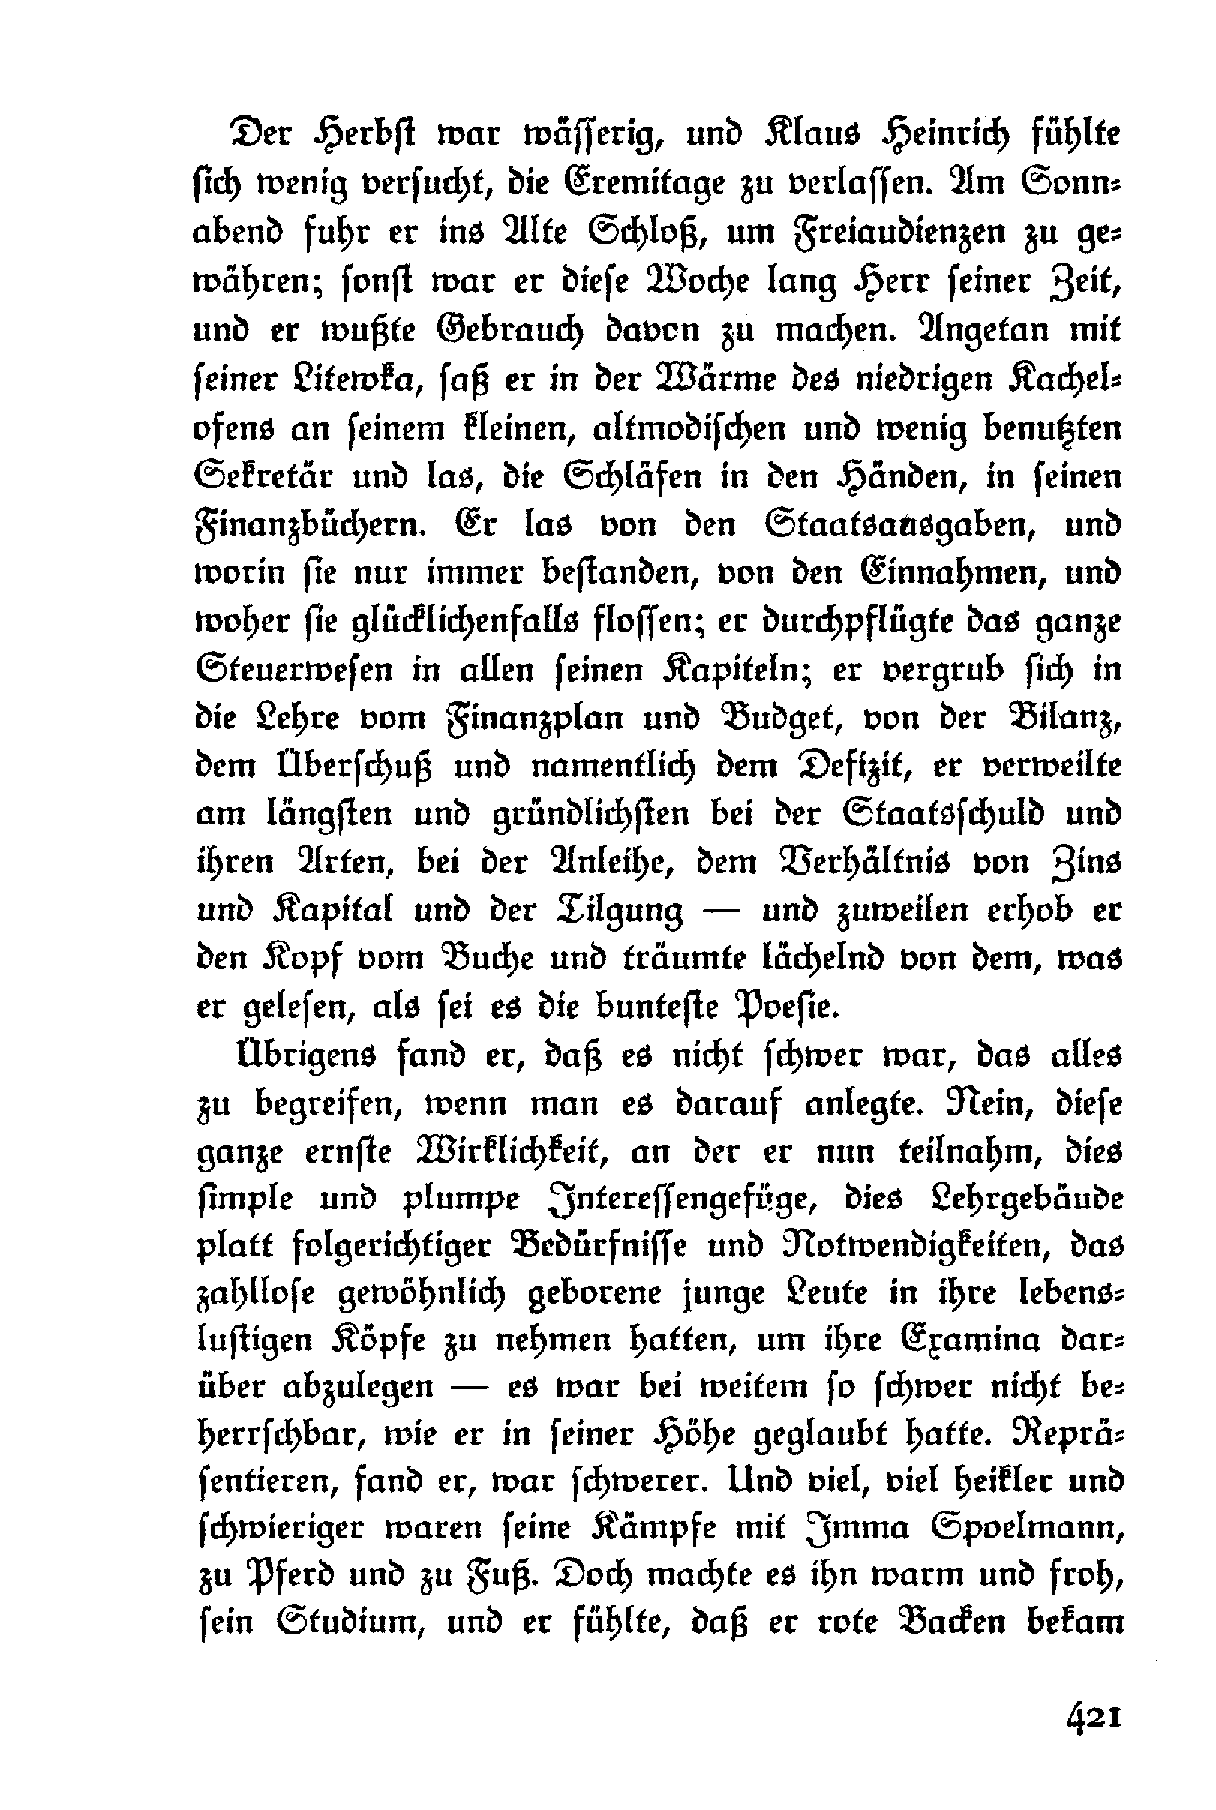 Der Herbſt war wäſſerig, und Klaus Heinrich fühlte
ſich wenig verſucht, die Eremitage zu verlaſſen. Am Sonn⸗
abend fuhr er ins Alte Schloß, um Freiaudienzen zu ge⸗
währen; ſonſt war er dieſe Woche lang Herr ſeiner Zeit,
und er wußte Gebrauch davon zu machen. Angetan mit
ſeiner Litewka, ſaß er in der Wärme des niedrigen Kachel⸗
ofens an ſeinem kleinen, altmodiſchen und wenig benutzten
Sekretär und las, die Schläfen in den Händen, in ſeinen
Finanzbüchern. Er las von den Staatsausgaben, und
worin ſie nur immer beſtanden, von den Einnahmen, und
woher ſie glücklichenfalls floſſen; er durchpflügte das ganze
Steuerweſen in allen ſeinen Kapiteln; er vergrub ſich in
die Lehre vom Finanzplan und Budget, von der Bilanz,
dem Überſchuß und namentlich dem Defizit, er verweilte
am längſten und gründlichſten bei der Staatsſchuld und
ihren Arten, bei der Anleihe, dem Verhältnis von Zins
und Kapital und der Tilgung — und zuweilen erhob er
den Kopf vom Buche und träumte lächelnd von dem, was
er geleſen, als ſei es die bunteſte Poeſie.
Übrigens fand er, daß es nicht ſchwer war, das alles
zu begreifen, wenn man es darauf anlegte. Nein, dieſe
ganze ernſte Wirklichkeit, an der er nun teilnahm, dies
ſimple und plumpe Intereſſengefüge, dies Lehrgebäude
platt folgerichtiger Bedürfniſſe und Notwendigkeiten, das
zahlloſe gewöhnlich geborene junge Leute in ihre lebens⸗
luſtigen Köpfe zu nehmen hatten, um ihre Examina dar⸗
über abzulegen — es war bei weitem ſo ſchwer nicht be⸗
herrſchbar, wie er in ſeiner Höhe geglaubt hatte. Reprä⸗
ſentieren, fand er, war ſchwerer. Und viel, viel heikler und
ſchwieriger waren ſeine Kämpfe mit Imma Spoelmann,
zu Pferd und zu Fuß. Doch machte es ihn warm und froh,
ſein Studium, und er fühlte, daß er rote Backen bekam
421